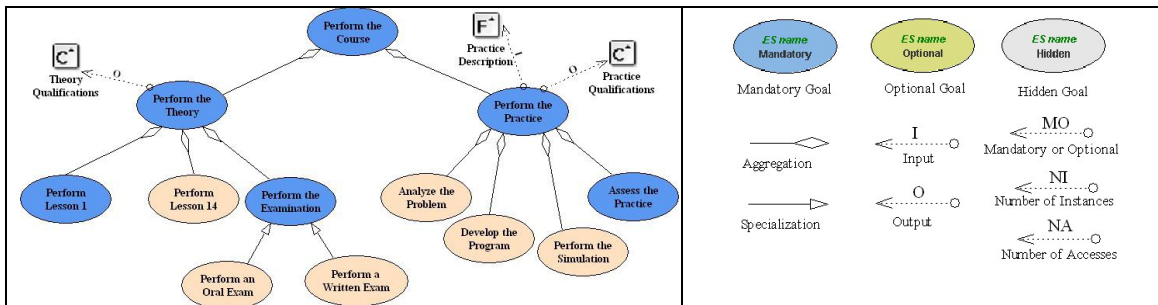 Perform the
Course
C
Theory
Qualifications
O
F
Practice
Description
I
O
C
Practice
Qualifications
Perform the
Theory
Perform the
Practice
Perform
Lesson 1
Perform
Lesson 14
Perform the
Examination
Analyze the
Problem
Develop the
Program
Perform the
Simulation
Assess the
Practice
Perform an
Oral Exam
Perform a
Written Exam
ES name
Mandatory
Mandatory Goal
ES name
Optional
Optional Goal
ES name
Hidden
Hidden Goal
Aggregation
I
Input
MO
Mandatory or Optional
Specialization
O
Output
NI
Number of Instances
NA
Number of Accesses